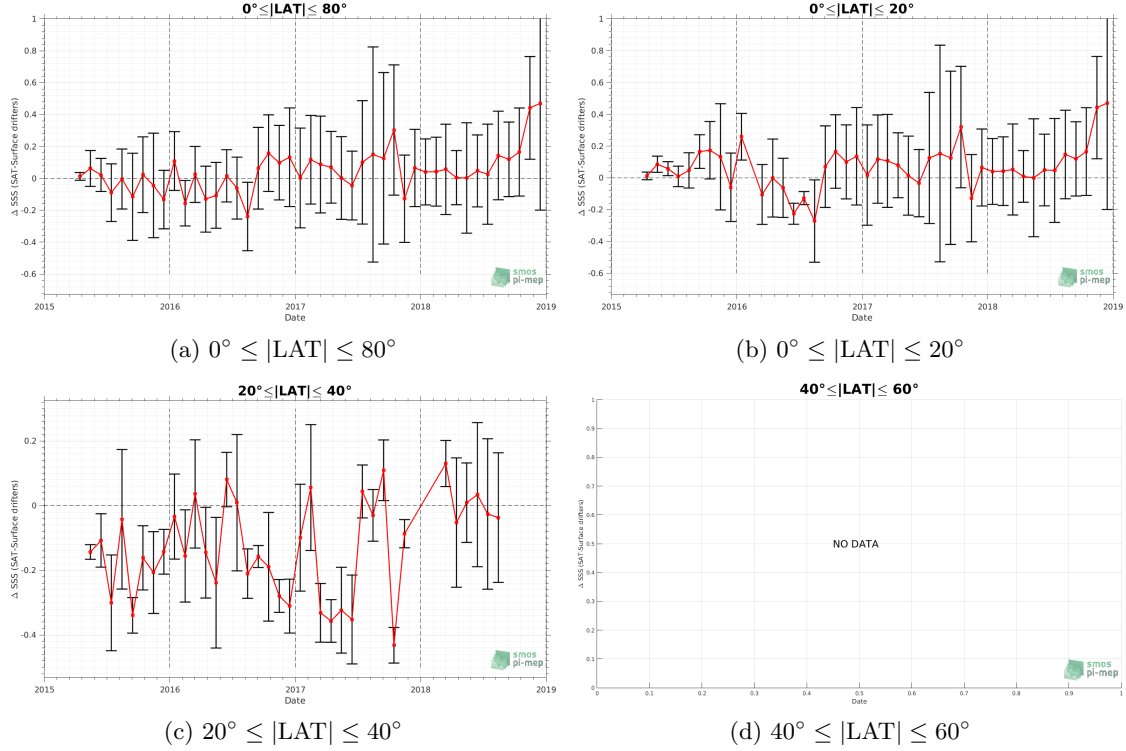 0°≤|LAT|≤ 80°
Δ SSS (SAT-Surface drifters)
1
0.8
0.6
0.4
0.2
0
-0.2
-0.4
-0.6
2015 2016 2017 2018 2019
Date
smos
pi-mep
(a) 0° ≤ |LAT| ≤ 80°
0°≤|LAT|≤ 20°
Δ SSS (SAT-Surface drifters)
1
0.8
0.6
0.4
0.2
0
-0.2
-0.4
-0.6
2015 2016 2017 2018 2019
Date
smos
pi-mep
(b) 0° ≤ |LAT| ≤ 20°
20°≤|LAT|≤ 40°
Δ SSS (SAT-Surface drifters)
0.2
0
-0.2
-0.4
2015 2016 2017 2018 2019
Date
smos
pi-mep
(c) 20° ≤ |LAT| ≤ 40°
40°≤|LAT|≤ 60°
Δ SSS (SAT-Surface drifters)
1
0.9
0.8
0.7
0.6
0.5
0.4
0.3
0.2
0.1
0
NO DATA
0 0.1 0.2 0.3 0.4 0.5 0.6 0.7 0.8 0.9 1
Date
smos
pi-mep
(d) 40° ≤ |LAT| ≤ 60°